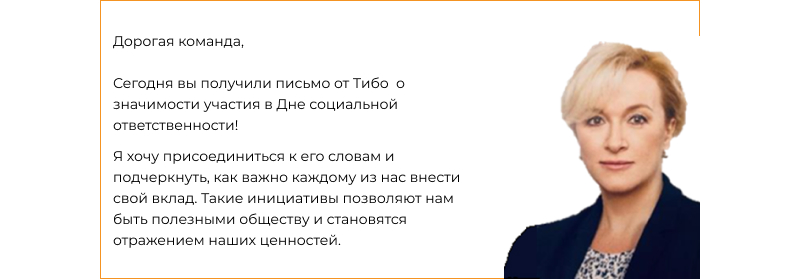 Дорогая команда,
Сегодня вы получили письмо от Тибо  о
значимости участия в Дне социальной
ответственности!
Я хочу присоединиться к его словам и
подчеркнуть, как важно каждому из нас внести
свой вклад. Такие инициативы позволяют нам
быть полезными обществу и становятся
отражением наших ценностей.